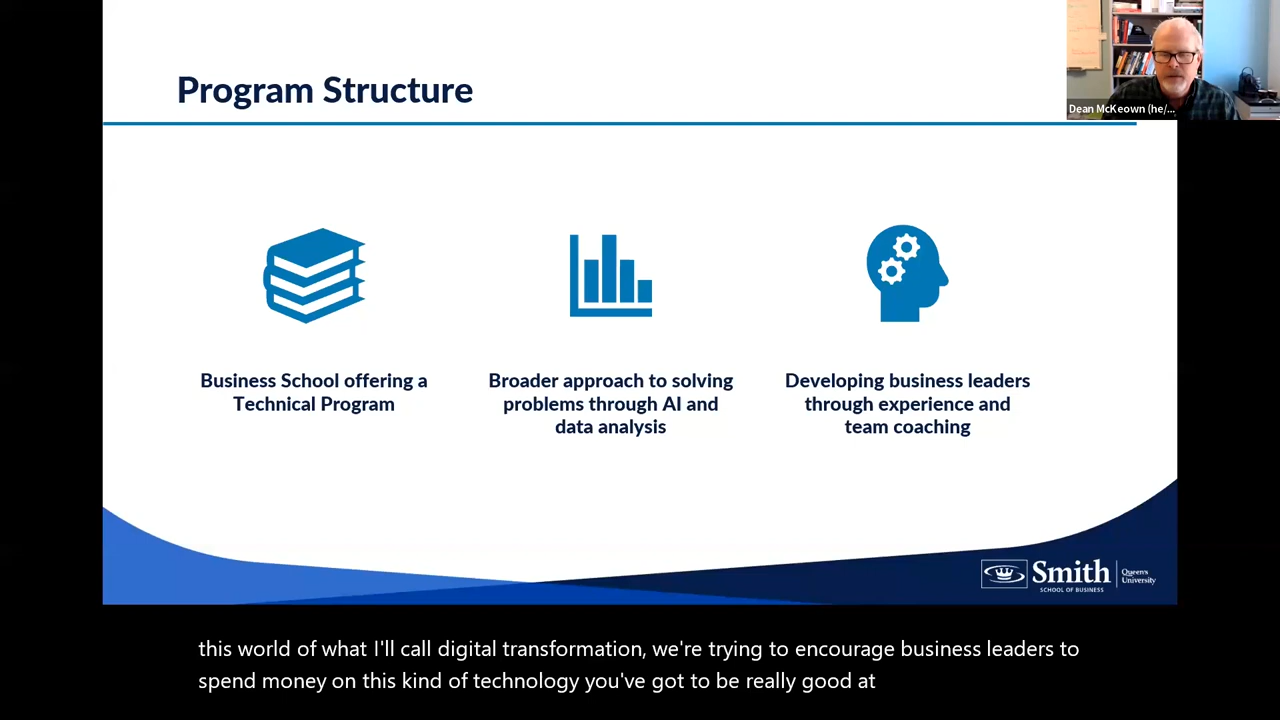 Program Structure
Dean McKeown (he/...
Business School offering a
Technical Program
Broader approach to solving
problems through AI and
data analysis
Developing business leaders
through experience and
team coaching
Smith
SCHOOL OF BUSINESS
Queen's
University
this world of what I'll call digital transformation, we're trying to encourage business leaders to
spend money on this kind of technology you've got to be really good at